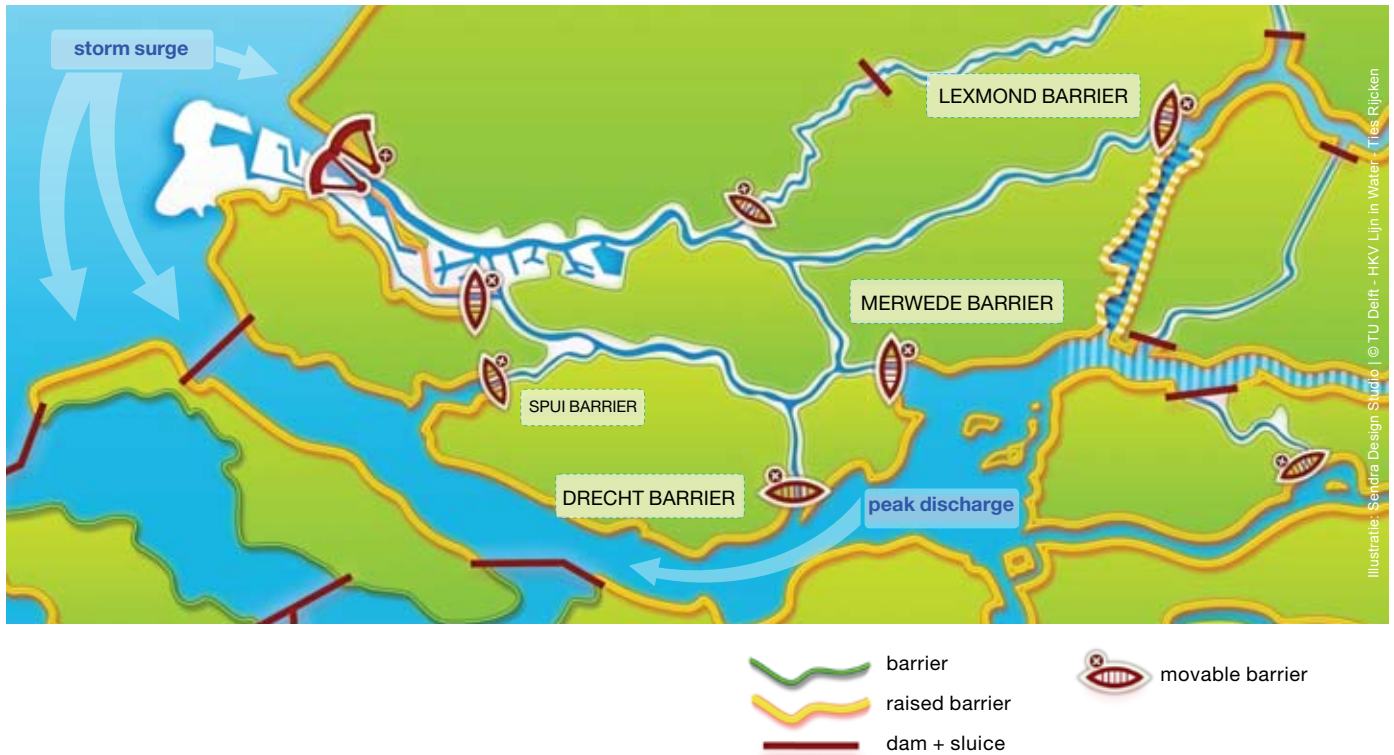 storm surge
LEXMOND BARRIER
MERWEDE BARRIER
SPUI BARRIER
DRECHT BARRIER
peak discharge
Illustratie: Sendra Design Studio | © TU Delft - HKV Lijn in Water - Ties Rijcken
barrier
raised barrier
dam + sluice
movable barrier